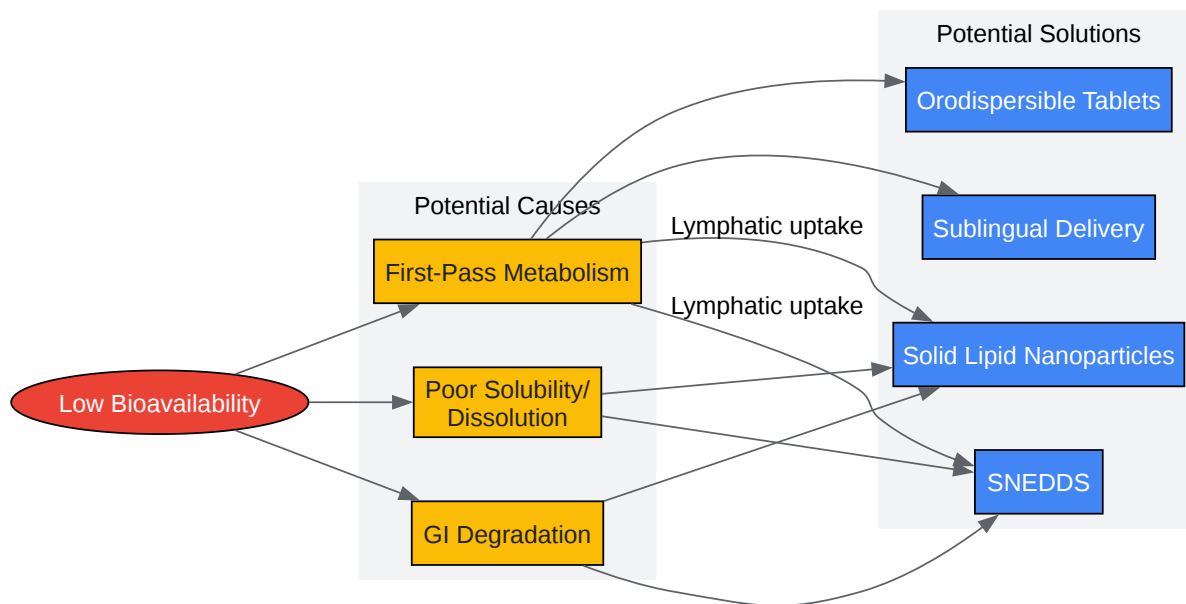 Potential Solutions
Orodispersible Tablets
Potential Causes
Sublingual Delivery
Lymphatic uptake
First-Pass Metabolism
Lymphatic uptake
Solid Lipid Nanoparticles
Low Bioavailability
Poor Solubility/
Dissolution
SNEDDS
GI Degradation